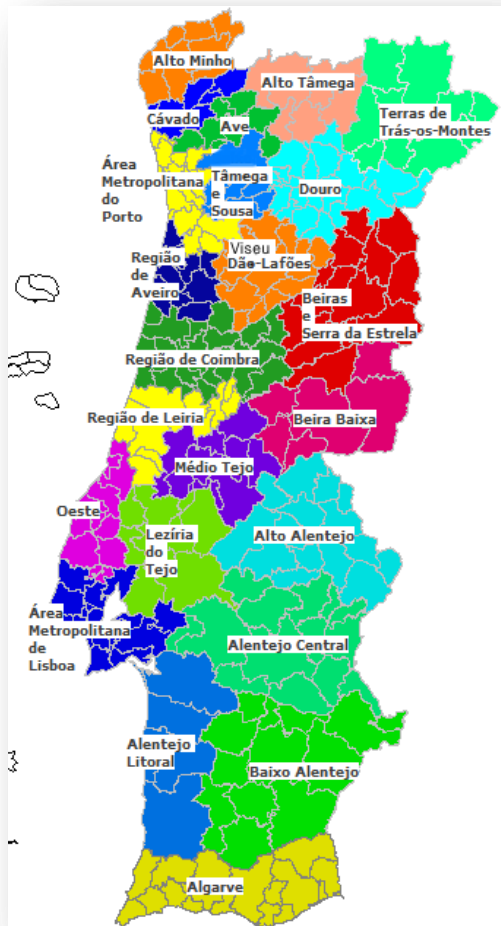 Alto Minho
Alto Tâmega
Terras de
Trás-os-Montes
Cávado
Ave
Área
Metropolitana
do
Porto
Tâmega
e
Sousa
Douro
Viseu
Dão-Lafões
Região
de
Aveiro
Beiras
e
Serra da Estrela
Região de Coimbra
Região de Leiria
Beira Baixa
Médio Tejo
Oeste
Lezíria
do
Tejo
Alto Alentejo
Área
Metropolitana
de
Lisboa
Alentejo Central
Alentejo
Litoral
Baixo Alentejo
Algarve